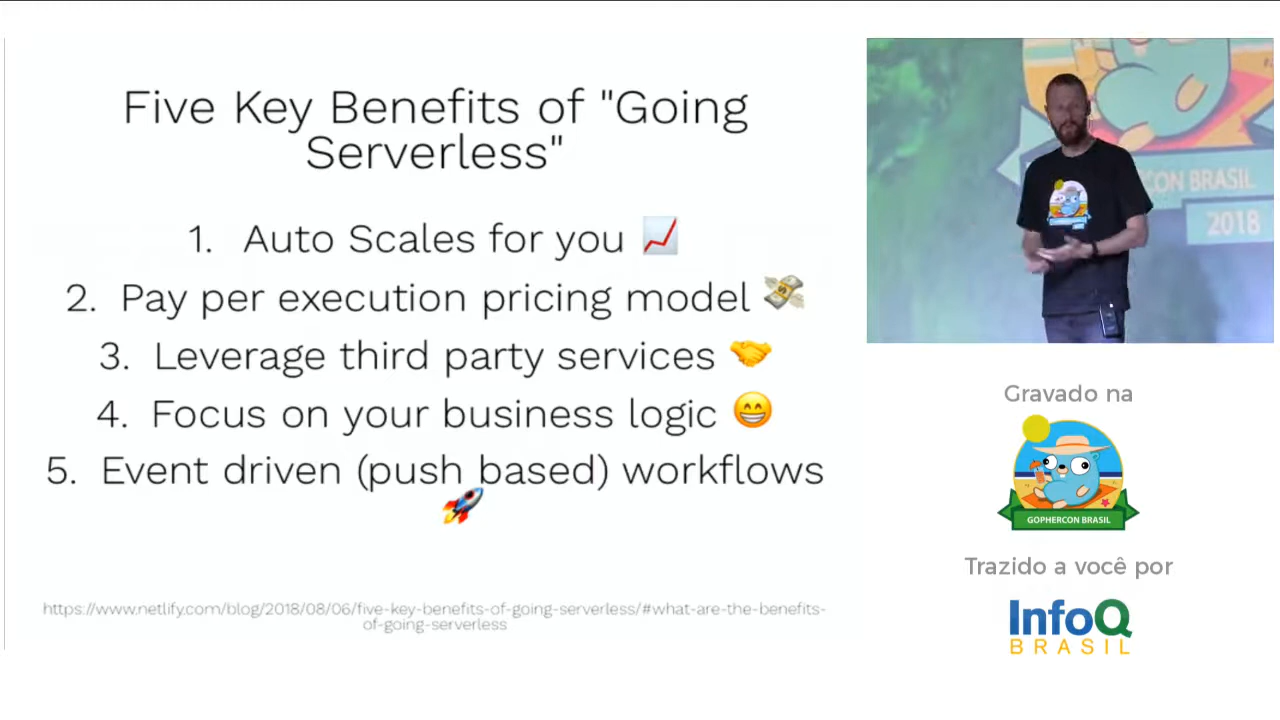 Five Key Benefits of "Going
Serverless"
1. Auto Scales for you 📈
2. Pay per execution pricing model 💸
3. Leverage third party services 🤝
4. Focus on your business logic 😁
5. Event driven (push based) workflows
🚀
https://www.netlify.com/blog/2018/08/06/five-key-benefits-of-going-serverless/#what-are-the-benefits-
of-going-serverless
CON BRASIL
2018
Gravado na
GOPHERCON BRASIL
Trazido a você por
InfoQ
BRASIL